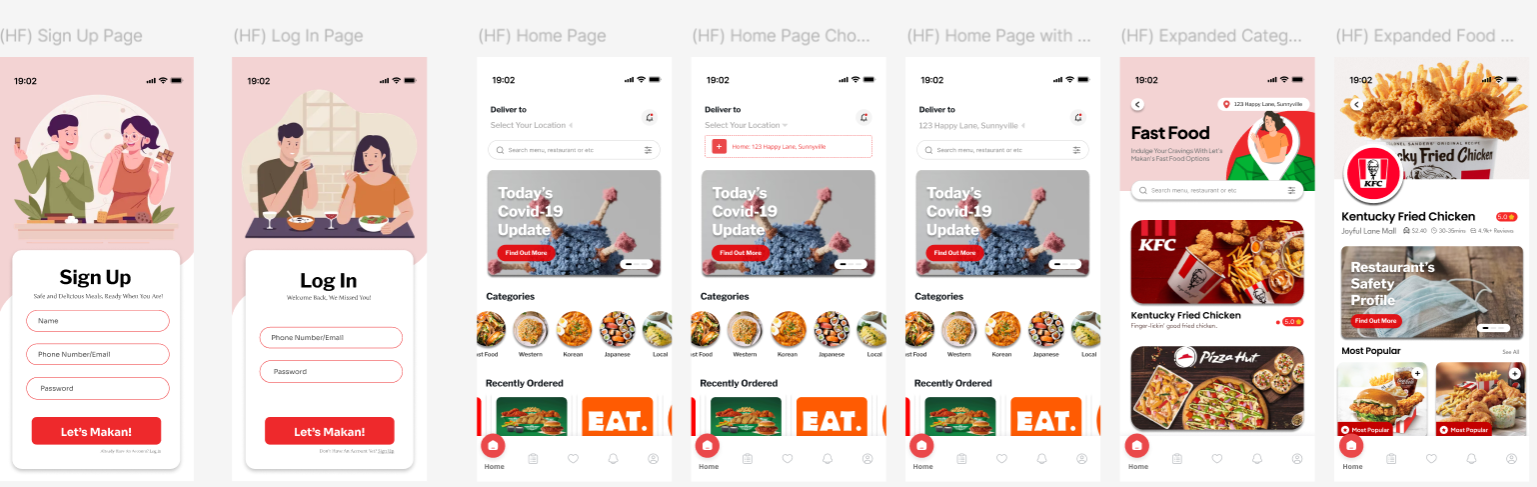 (HF) Sign Up Page
19:02
Sign Up
Safe and Delicious Meals, Ready When You Are!
Name
Phone Number/Email
Password
Let's Makan!
Already Have An Account? Log in
(HF) Log In Page
19:02
Log In
Welcome Back, We Missed You!
Phone Number/Email
Password
Let's Makan!
Don't Have An Account Yet? Sign Up
(HF) Home Page
19:02
Deliver to
Select Your Location
Search menu, restaurant or etc
Today's
Covid-19
Update
Find Out More
Categories
st Food
Western
Korean
Japanese
Local
Recently Ordered
EAT.
Home
(HF) Home Page Cho...
19:02
Deliver to
Select Your Location
Home: 123 Happy Lane, Sunnyville
Today's
Covid-19
Update
Find Out More
Categories
st Food
Western
Korean
Japanese
Local
Recently Ordered
EAT.
Home
(HF) Home Page with ...
19:02
Deliver to
123 Happy Lane, Sunnyville
Search menu, restaurant or etc
Today's
Covid-19
Update
Find Out More
Categories
st Food
Western
Korean
Japanese
Local
Recently Ordered
EAT.
Home
(HF) Expanded Categ...
19:02
123 Happy Lane, Sunnyville
Fast Food
Indulge Your Cravings With Let's
Makan's Fast Food Options
Search menu, restaurant or etc
KFC
Kentucky Fried Chicken
5.0
Finger-lickin' good fried chicken.
Pizza Hut
Home
(HF) Expanded Food ...
19:02
COLONEL SANDERS' ORIGINAL RECIPE
cky Fried Chicken
KFC
Kentucky Fried Chicken
5.0
Joyful Lane Mall
$2.40
30-35mins
4.9k+ Reviews
Restaurant's
Safety
Profile
Find Out More
Most Popular
See All
Most Popular
Most Popular
Home